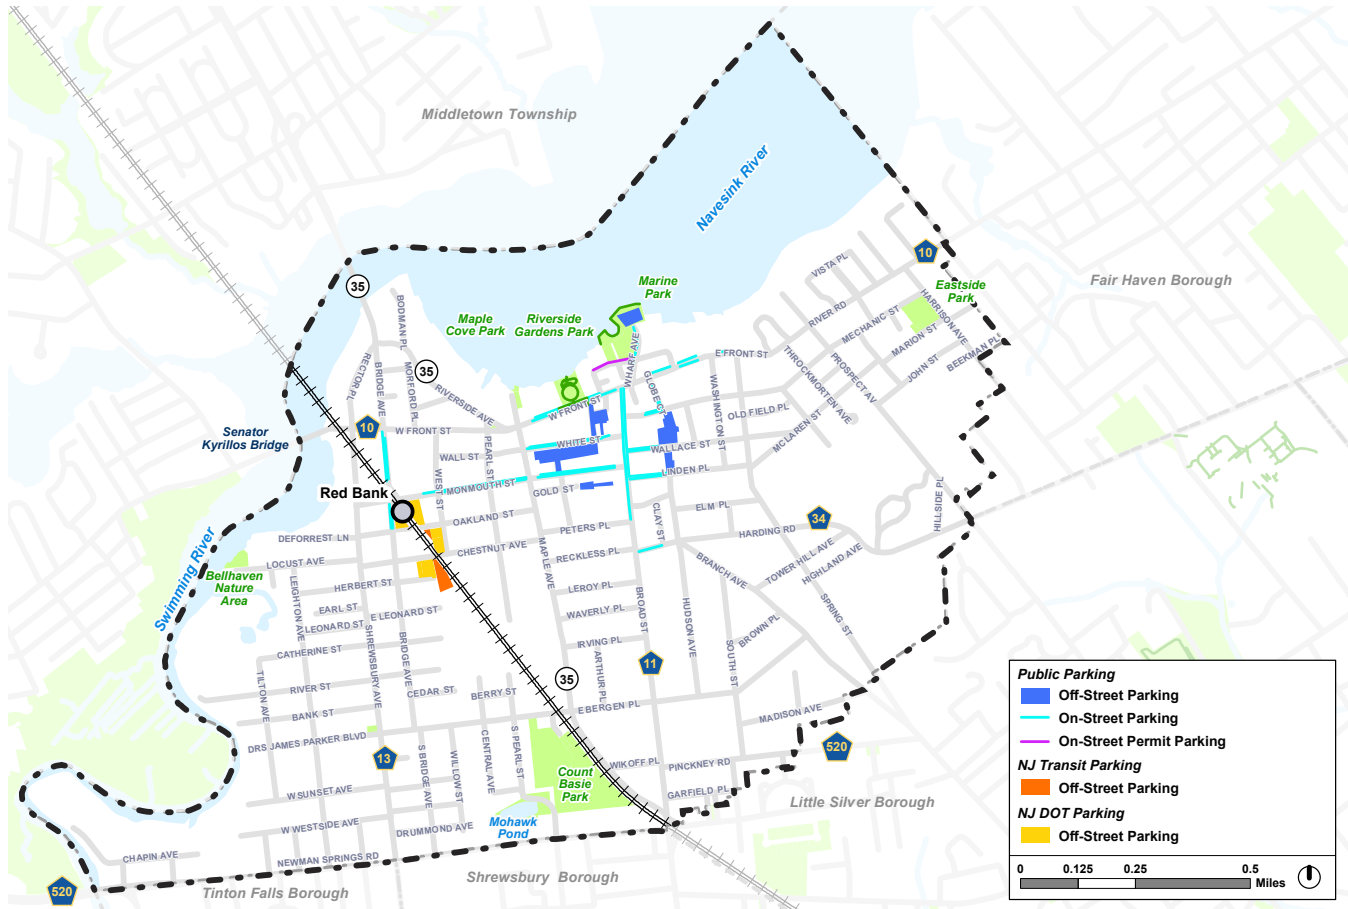 Middletown Township
Navesink River
10
VISTA PL
Fair Haven Borough
35
Marine
Park
Eastside
Park
BODMAN PL
Maple
Cove Park
Riverside
Gardens Park
RIVER RD
MECHANIC ST
HARRISON AVE
MARION ST
JOHN ST
BEEKMAN PL
WHARF AVE
E FRONT ST
THROCKMORTEN AVE
PROSPECT AV
RECTOR PL
BRIDGE AVE
MORFORD PL
35
RIVERSIDE AVE
GLOBE CT
WASHINGTON ST
OLD FIELD PL
MCLAREN ST
W FRONT ST
10
W FRONT ST
Senator
Kyrillos Bridge
WALL ST
PEARL ST
WHITE ST
WALLACE ST
LINDEN PL
WEST ST
Red Bank
MONMOUTH ST
GOLD ST
ELM PL
CLAY ST
HILLSIDE PL
34
OAKLAND ST
PETERS PL
HARDING RD
DEFORREST LN
CHESTNUT AVE
MAPLE AVE
RECKLESS PL
BRANCH AVE
TOWER HILL AVE
HIGHLAND AVE
LOCUST AVE
Swimming River
Bellhaven
Nature
Area
LEIGHTON AVE
HERBERT ST
LEROY PL
EARL ST
E LEONARD ST
WAVERLY PL
BROAD ST
HUDSON AVE
SPRING ST
LEONARD ST
SHREWSBURY AVE
BRIDGE AVE
IRVING PL
BROWN PL
CATHERINE ST
ARTHUR PL
SOUTH ST
11
35
TILTON AVE
RIVER ST
CEDAR ST
BERRY ST
E BERGEN PL
BANK ST
MADISON AVE
DRS JAMES PARKER BLVD
S PEARL ST
CENTRAL AVE
WILLOW ST
S BRIDGE AVE
13
520
WIKOFF PL
PINCKNEY RD
Count
Basie
Park
W SUNSET AVE
GARFIELD PL
Little Silver Borough
Mohawk
Pond
W WESTSIDE AVE
DRUMMOND AVE
CHAPIN AVE
NEWMAN SPRINGS RD
Shrewsbury Borough
Tinton Falls Borough
520
Public Parking
Off-Street Parking
On-Street Parking
On-Street Permit Parking
NJ Transit Parking
Off-Street Parking
NJ DOT Parking
Off-Street Parking
0 0.125 0.25 0.5
Miles